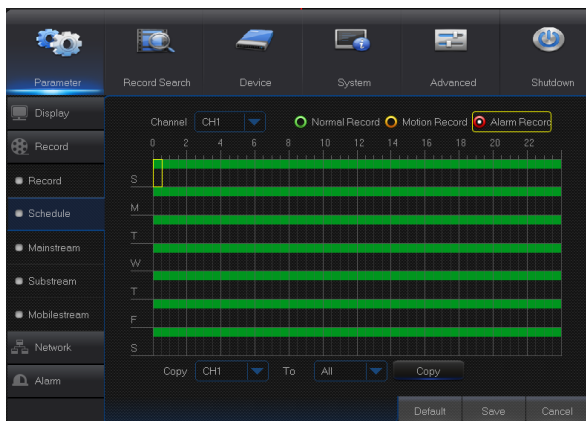 Parameter Record Search Device System Advanced Shutdown
Display
Record
Record
Schedule
Mainstream
Substream
Mobilestream
Network
Alarm
Channel CH1 Normal Record Motion Record Alarm Record
0 2 4 6 8 10 12 14 16 18 20 22
S
M
T
W
T
F
S
Copy CH1 To All Copy
Default Save Cancel